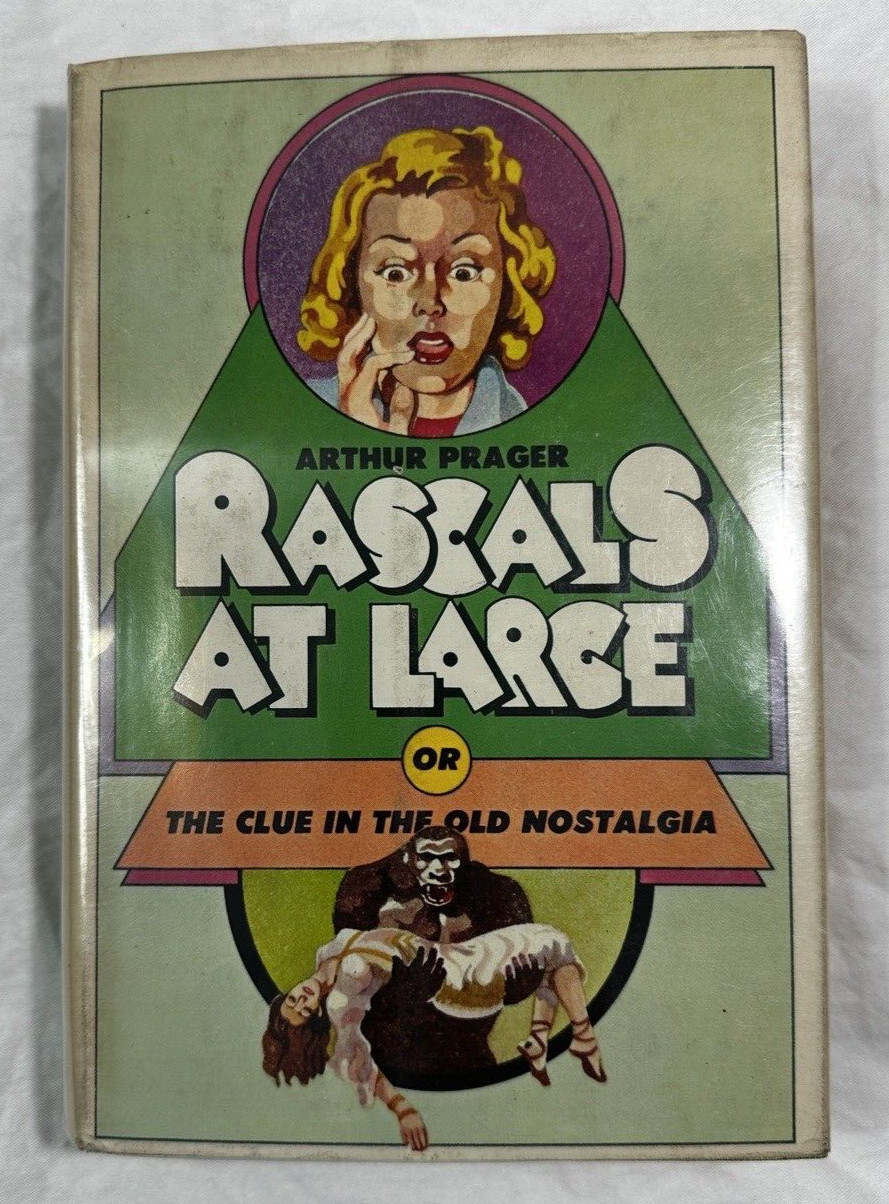 ARTHUR PRAGER
RASCALS
AT LARGE
OR
THE CLUE IN THE OLD NOSTALGIA